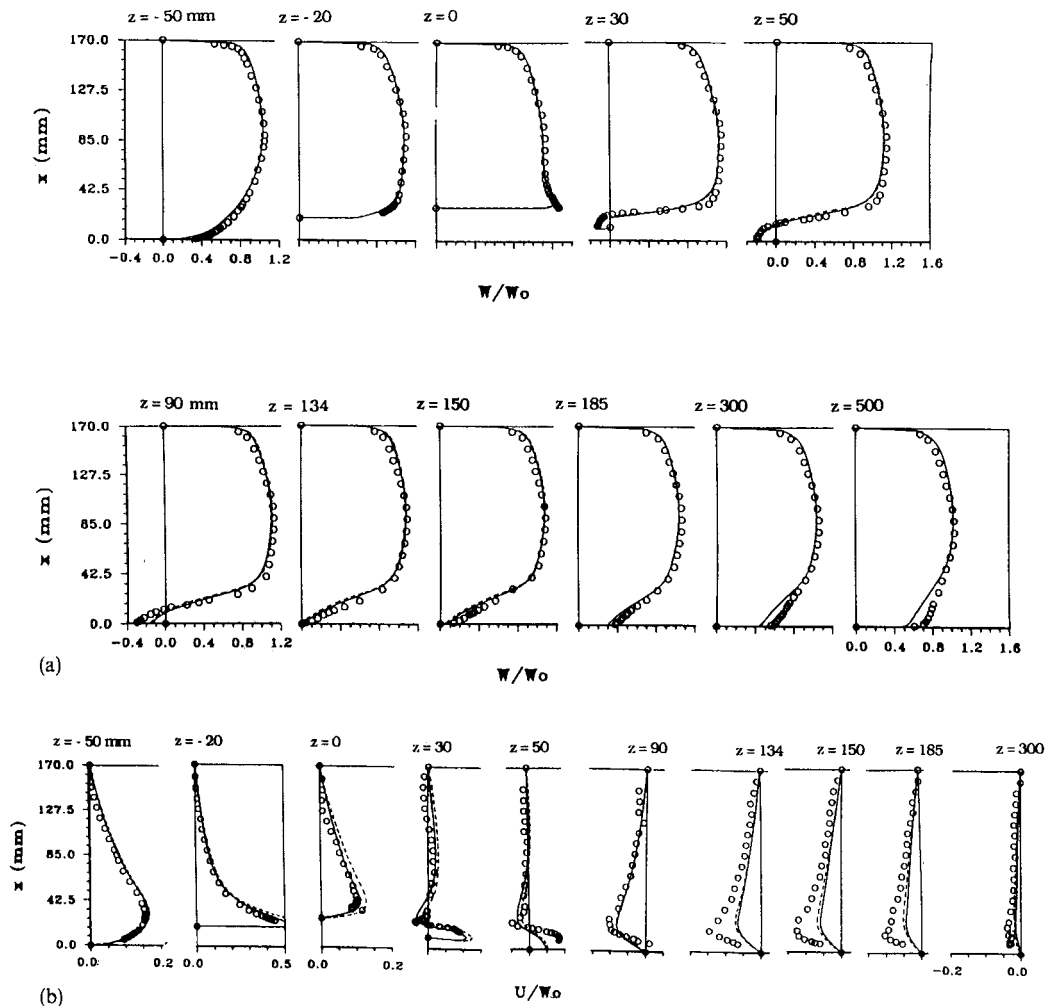 z = - 50 mm z = - 20 z = 0 z = 30 z = 50
170.0
127.5
85.0
42.5
0.0
x (mm)
-0.4 0.0 0.4 0.8 1.2 0.0 0.4 0.8 1.2 1.6
W/Wo
z = 90 mm z = 134 z = 150 z = 185 z = 300 z = 500
170.0
127.5
85.0
42.5
0.0
x (mm)
-0.4 0.0 0.4 0.8 1.2 0.0 0.4 0.8 1.2 1.6
(a)
W/Wo
z = - 50 mm z = - 20 z = 0 z = 30 z = 50 z = 90 z = 134 z = 150 z = 185 z = 300
170.0
127.5
85.0
42.5
0.0
x (mm)
0.0 0.2 0.0 0.5 0.0 0.2 -0.2 0.0
(b)
U/Wo